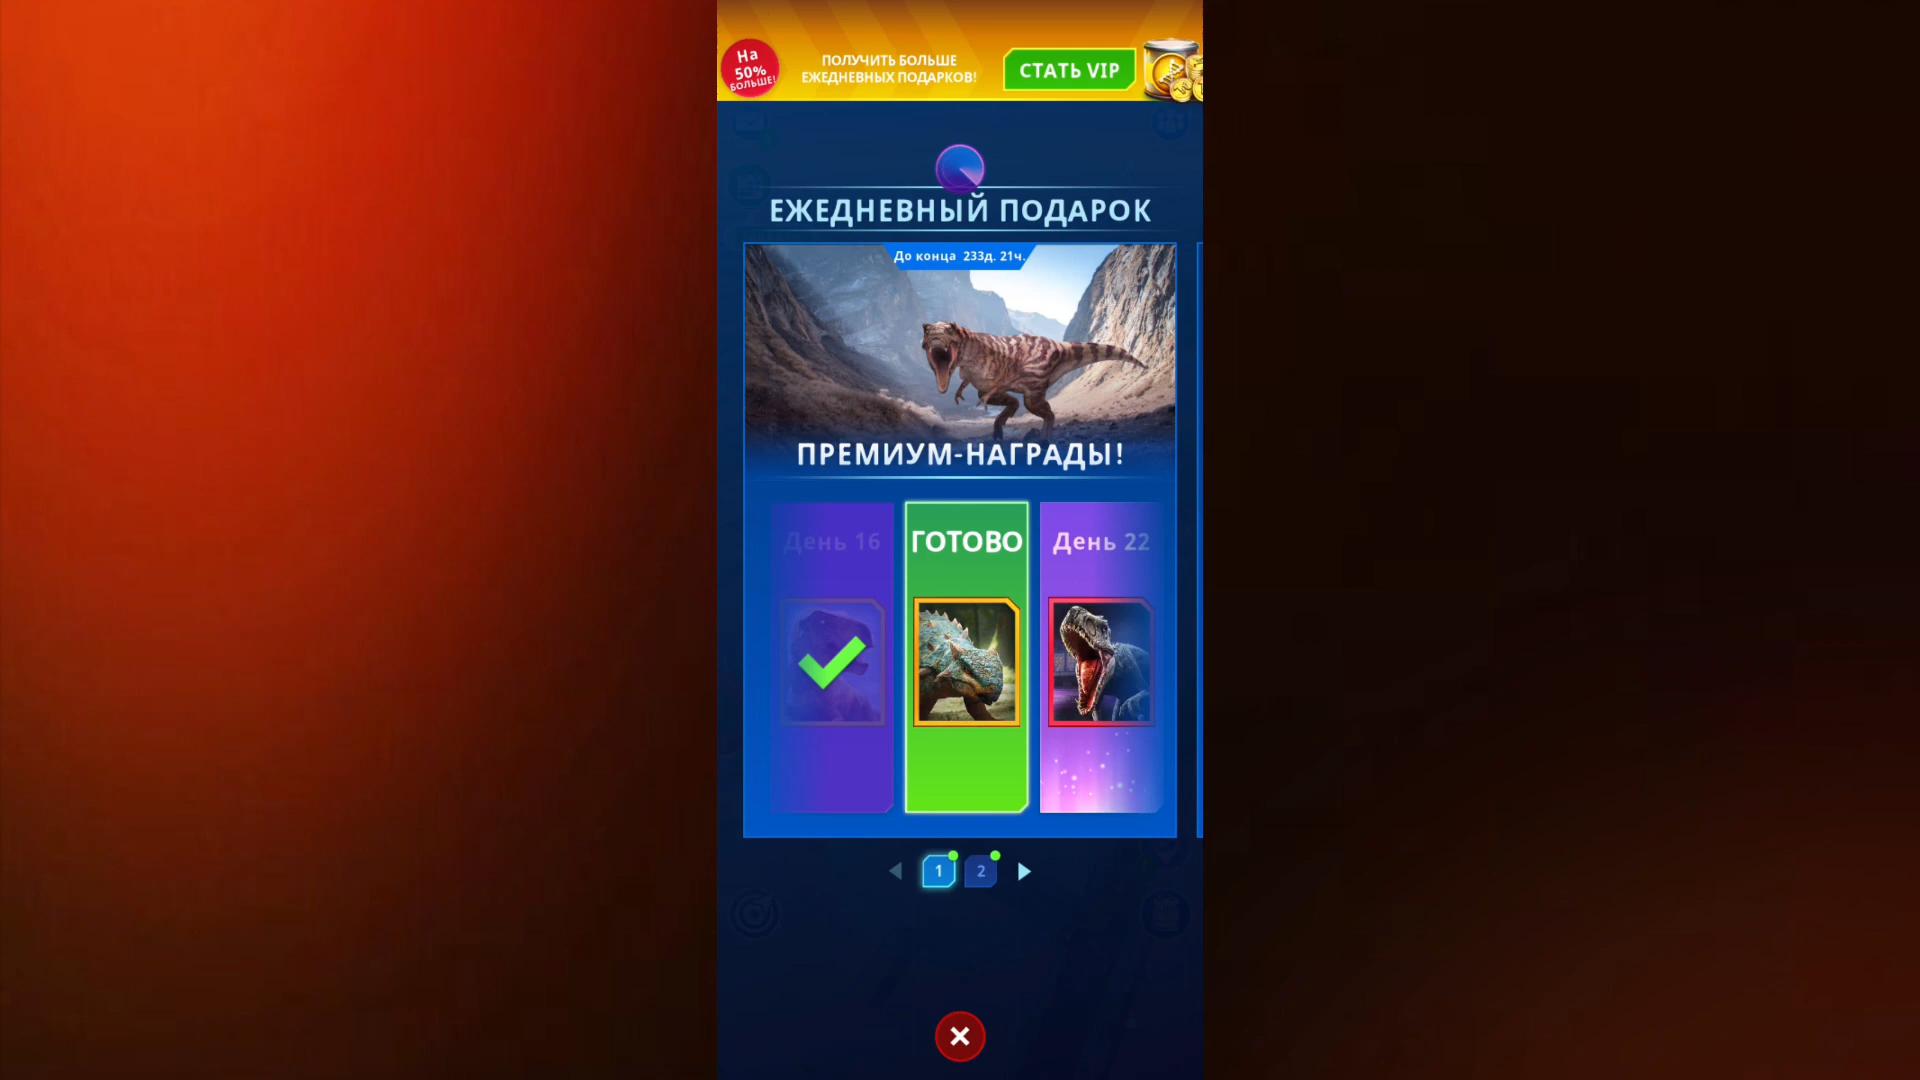 На
50%
БОЛЬШЕ!
ПОЛУЧИТЬ БОЛЬШЕ
ЕЖЕДНЕВНЫХ ПОДАРКОВ!
СТАТЬ VIP
ЕЖЕДНЕВНЫЙ ПОДАРОК
До конца 233д. 21ч.
ПРЕМИУМ-НАГРАДЫ!
День 16
ГОТОВО
День 22
1
2